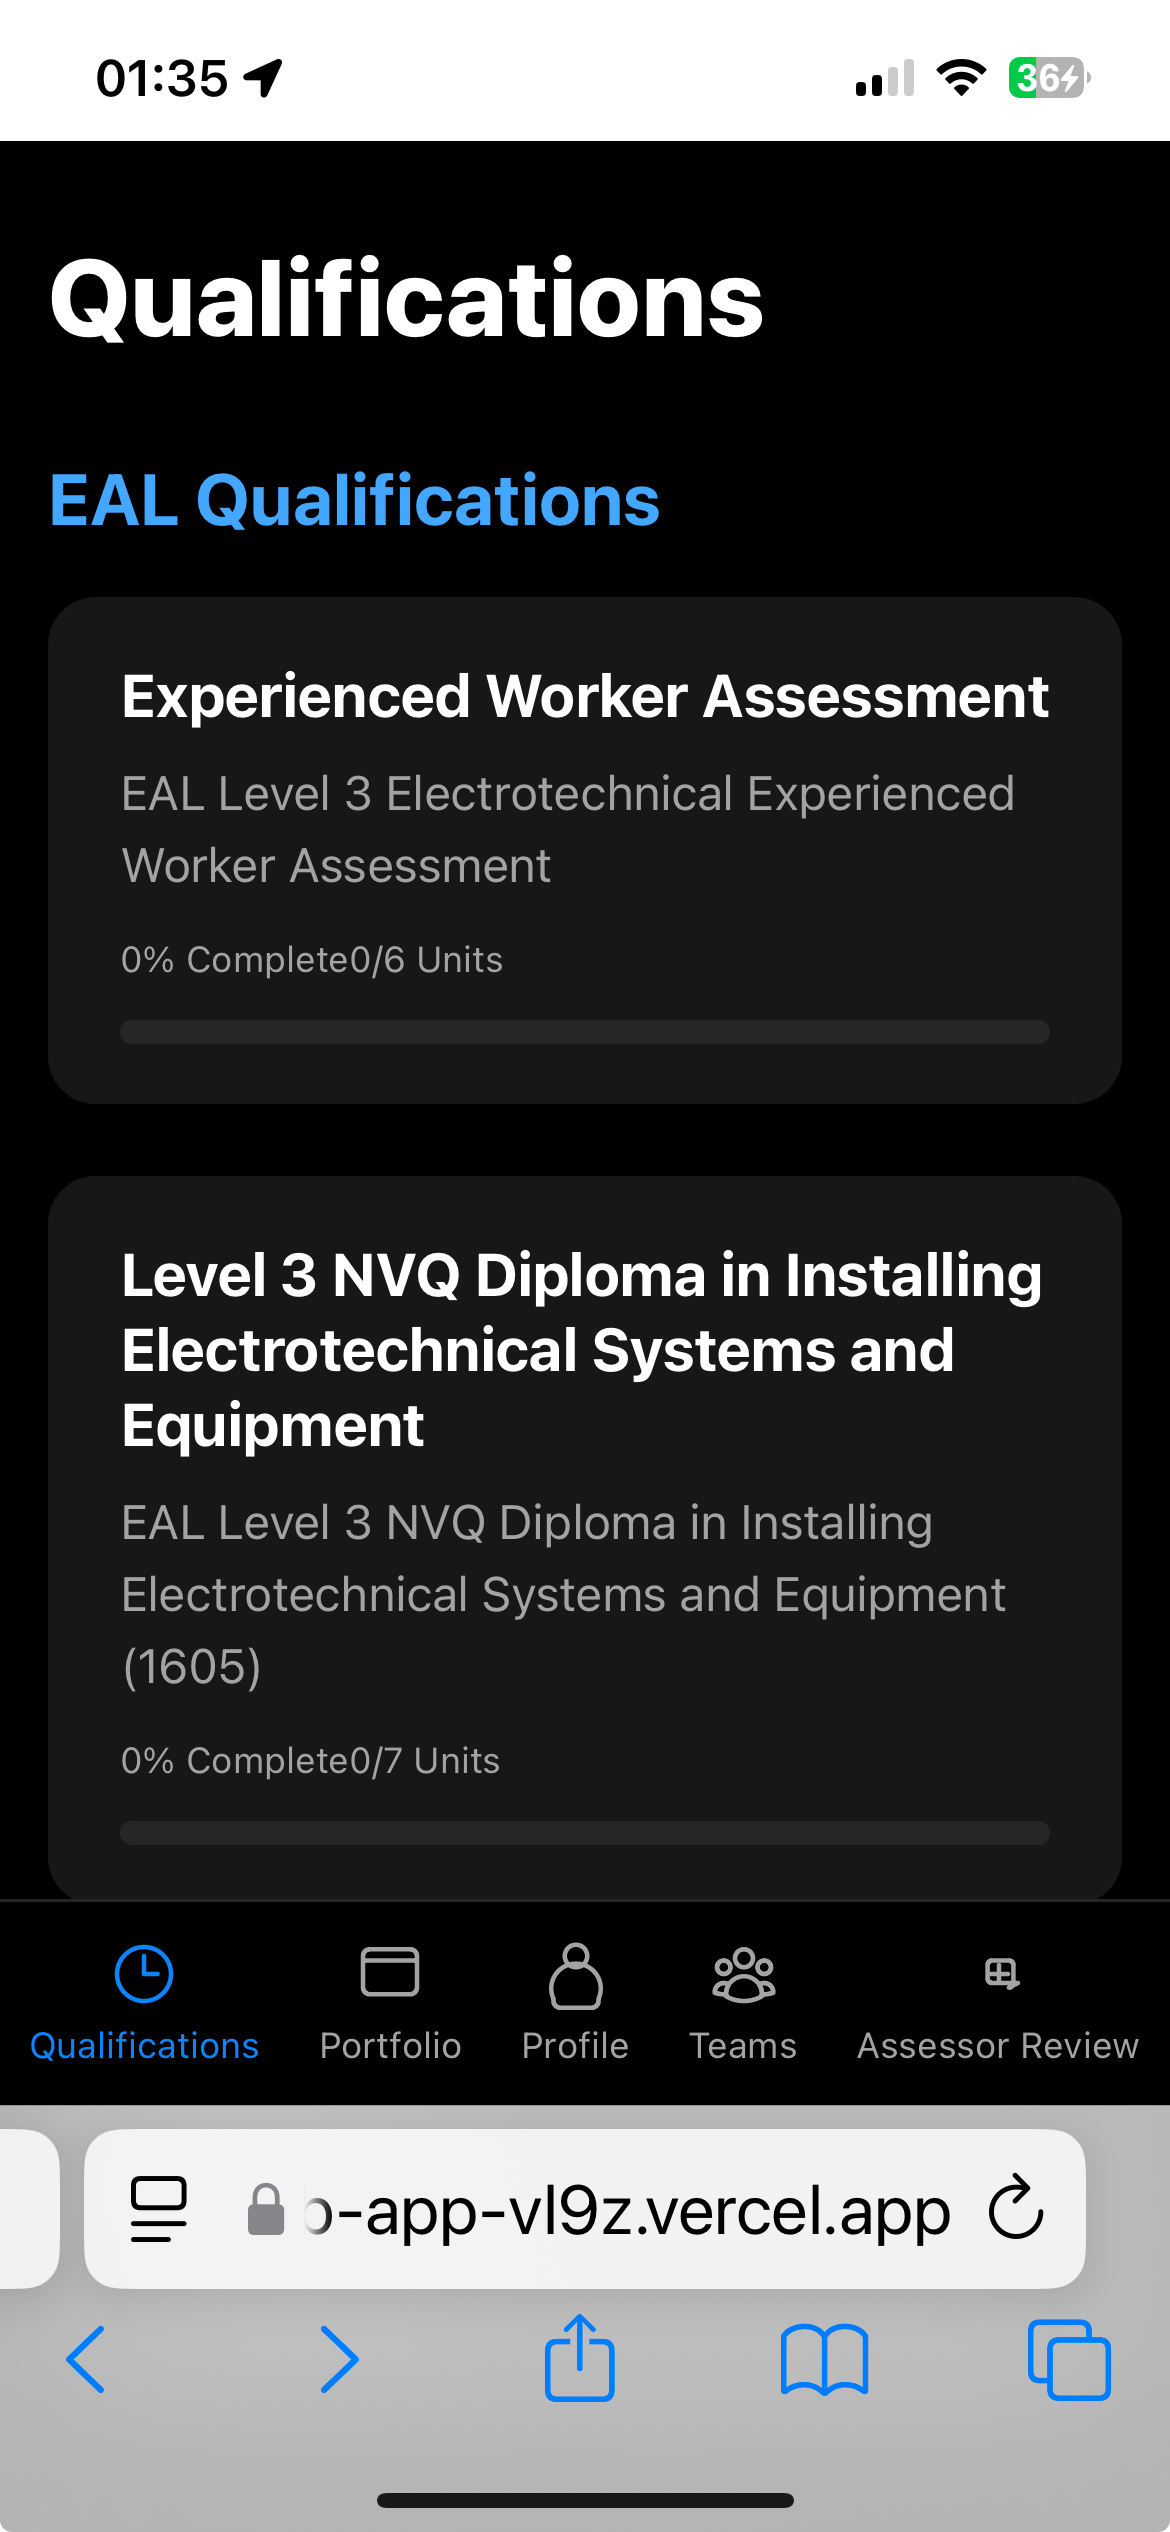 01:35
36
Qualifications
EAL Qualifications
Experienced Worker Assessment
EAL Level 3 Electrotechnical Experienced
Worker Assessment
0% Complete0/6 Units
Level 3 NVQ Diploma in Installing
Electrotechnical Systems and
Equipment
EAL Level 3 NVQ Diploma in Installing
Electrotechnical Systems and Equipment
(1605)
0% Complete0/7 Units
Qualifications
Portfolio
Profile
Teams
Assessor Review
-app-vl9z.vercel.app